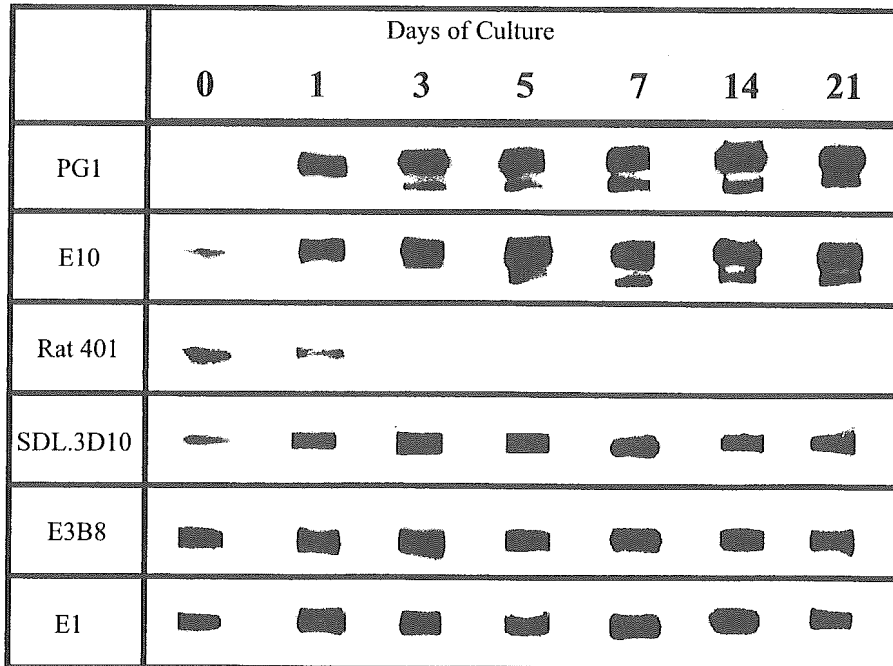 Days of Culture
0 1 3 5 7 14 21
PG1
E10
Rat 401
SDL.3D10
E3B8
E1